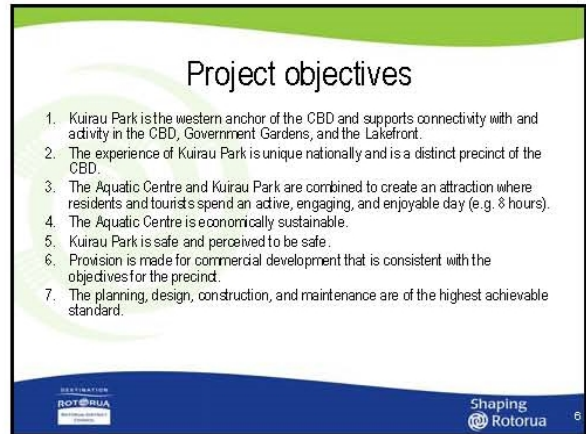 Project objectives
1. Kuirau Park is the western anchor of the CBD and supports connectivity with and
activity in the CBD, Government Gardens, and the Lakefront.
2. The experience of Kuirau Park is unique nationally and is a distinct precinct of the
CBD.
3. The Aquatic Centre and Kuirau Park are combined to create an attraction where
residents and tourists spend an active, engaging, and enjoyable day (e.g. 8 hours).
4. The Aquatic Centre is economically sustainable.
5. Kuirau Park is safe and perceived to be safe.
6. Provision is made for commercial development that is consistent with the
objectives for the precinct.
7. The planning, design, construction, and maintenance are of the highest achievable
standard.
DESTINATION
ROTORUA
ROTORUA DISTRICT
COUNCIL
Shaping
Rotorua
6